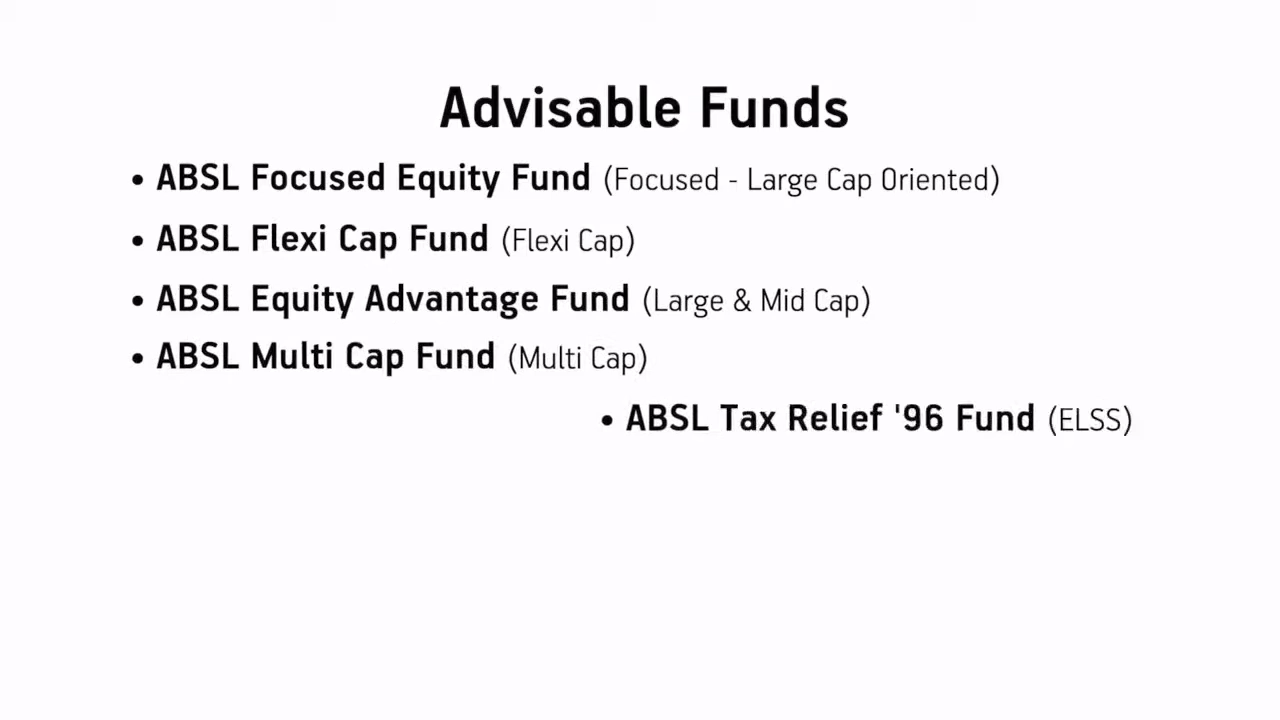 Advisable Funds
• ABSL Focused Equity Fund (Focused - Large Cap Oriented)
• ABSL Flexi Cap Fund (Flexi Cap)
• ABSL Equity Advantage Fund (Large & Mid Cap)
• ABSL Multi Cap Fund (Multi Cap)
• ABSL Tax Relief '96 Fund (ELSS)